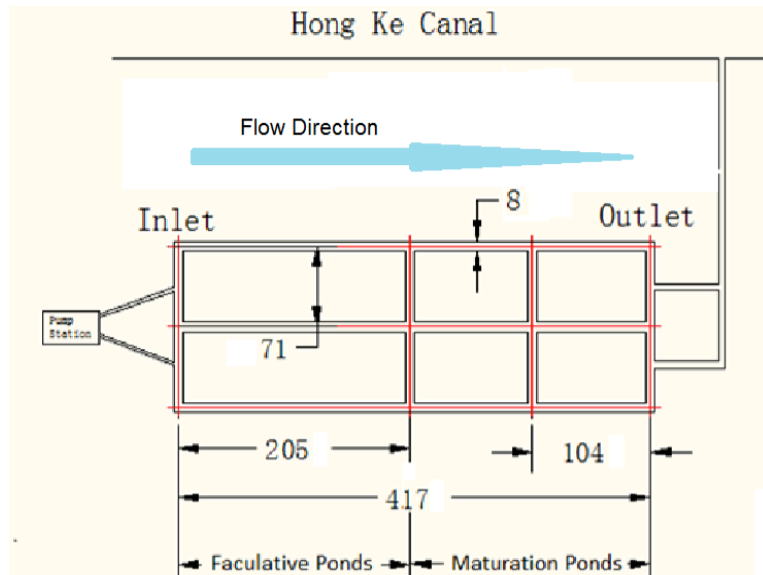 Hong Ke Canal
Flow Direction
8
Inlet
Outlet
Pump
Station
71
205
104
417
Faculative Ponds
Maturation Ponds